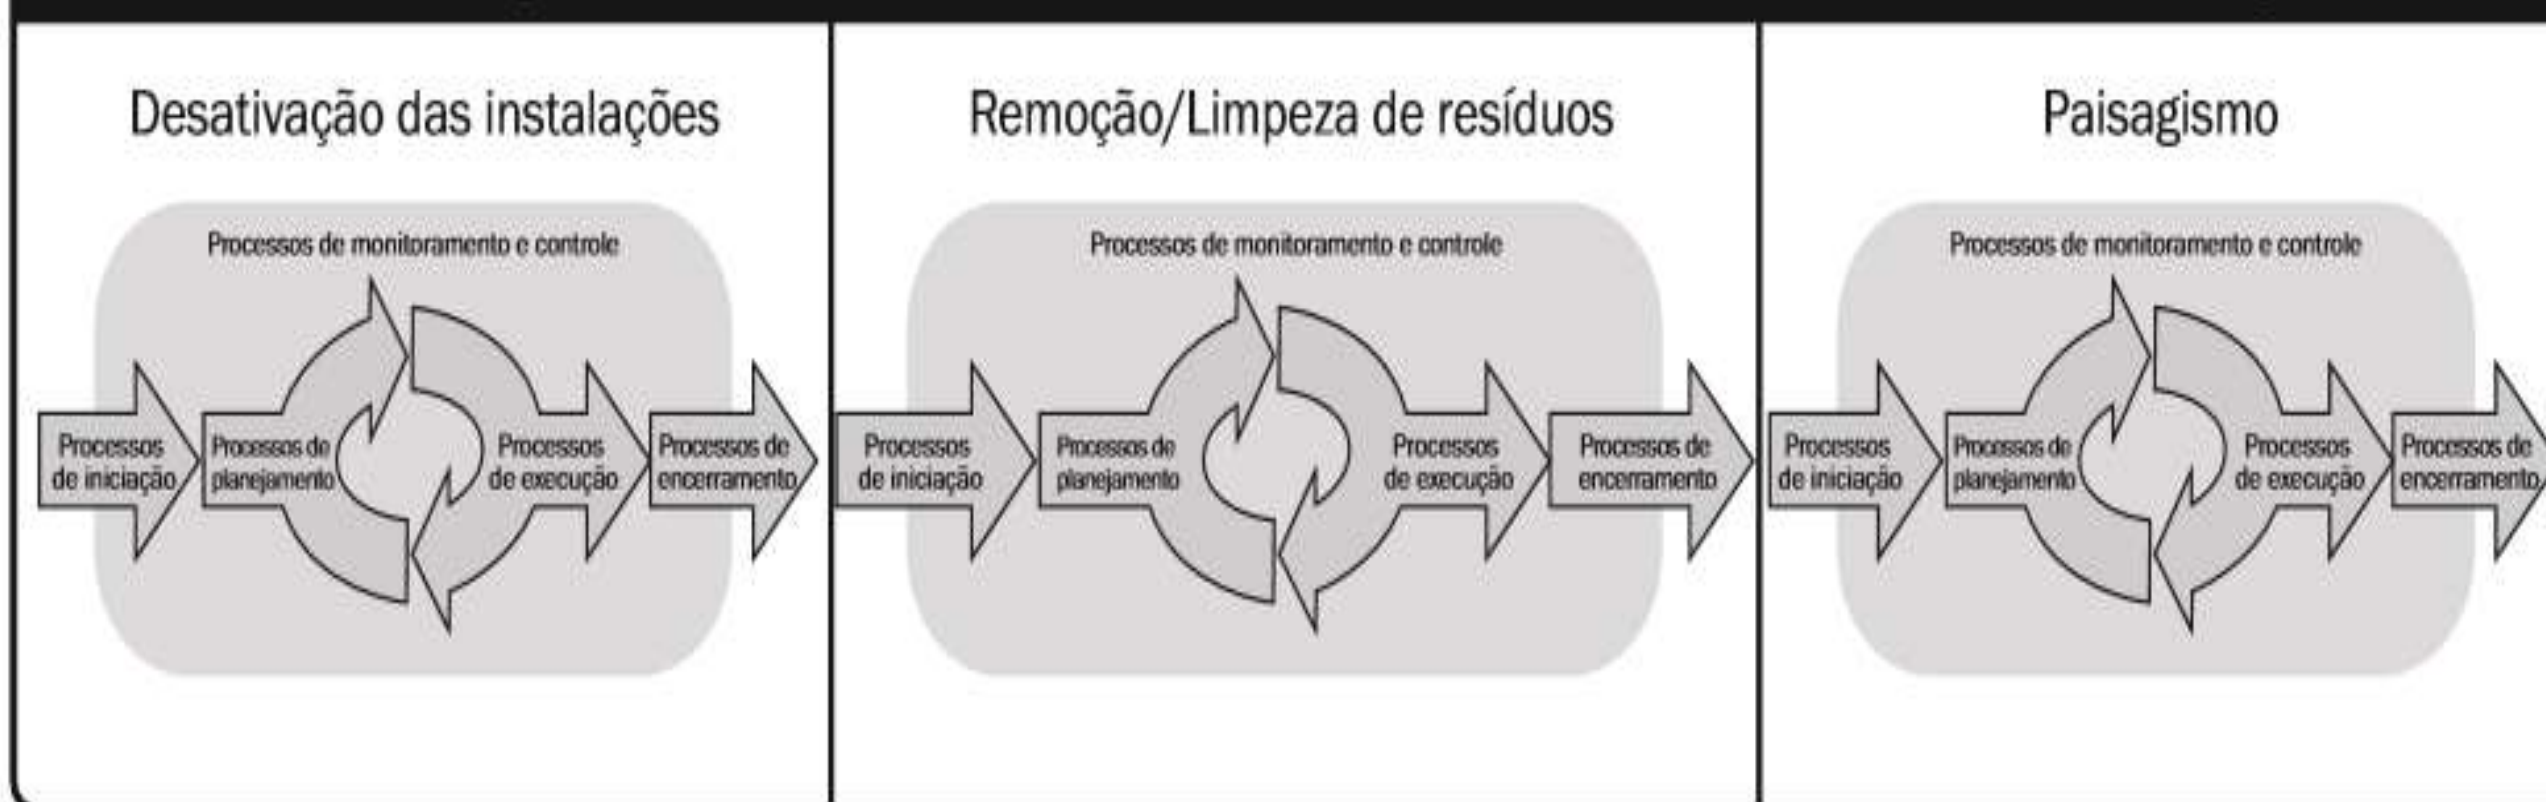 Desativação das instalações
Processos de monitoramento e controle
Processos
de iniciação
Processos de
planejamento
Processos
de execução
Processos de
encerramento
Remoção/Limpeza de resíduos
Processos de monitoramento e controle
Processos
de iniciação
Processos de
planejamento
Processos
de execução
Processos de
encerramento
Paisagismo
Processos de monitoramento e controle
Processos
de iniciação
Processos de
planejamento
Processos
de execução
Processos de
encerramento